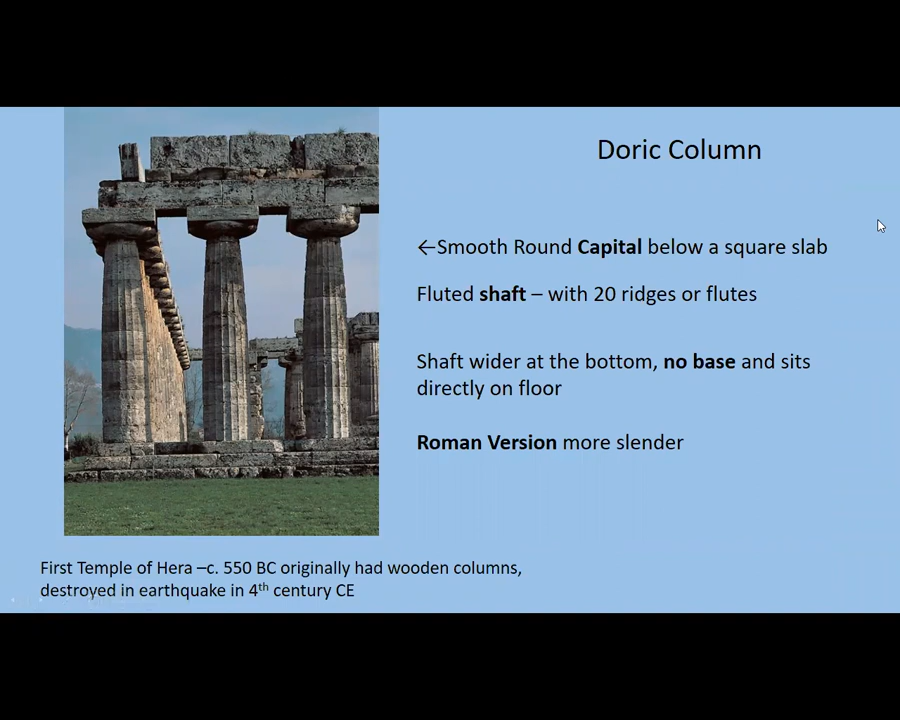 Doric Column
←Smooth Round Capital below a square slab
Fluted shaft – with 20 ridges or flutes
Shaft wider at the bottom, no base and sits
directly on floor
Roman Version more slender
First Temple of Hera –c. 550 BC originally had wooden columns,
destroyed in earthquake in 4th century CE